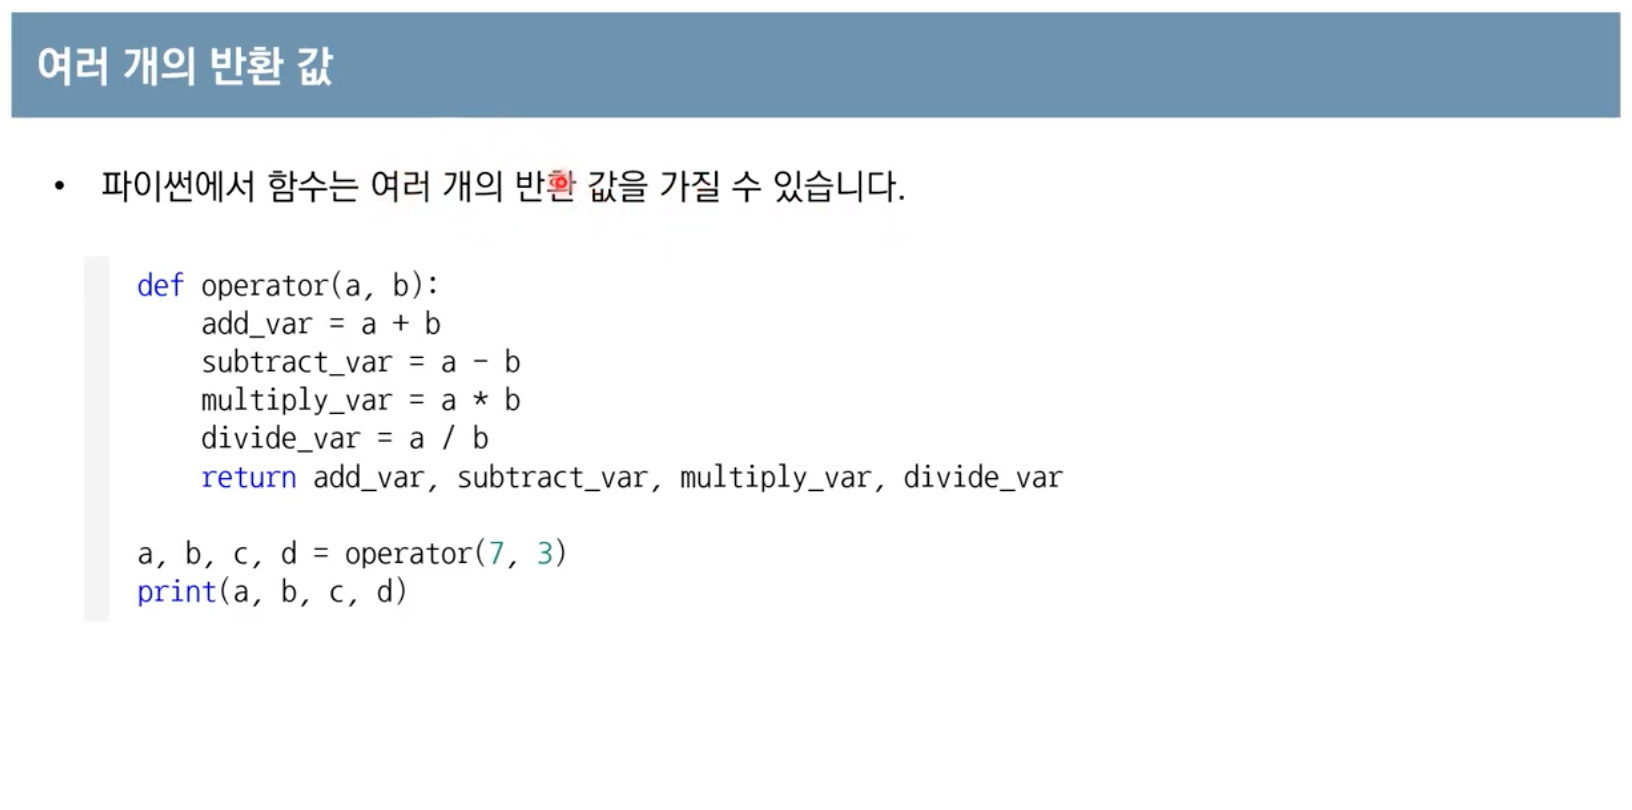 여러 개의 반환 값
• 파이썬에서 함수는 여러 개의 반환 값을 가질 수 있습니다.
def operator(a, b):
    add_var = a + b
    subtract_var = a - b
    multiply_var = a * b
    divide_var = a / b
    return add_var, subtract_var, multiply_var, divide_var

a, b, c, d = operator(7, 3)
print(a, b, c, d)